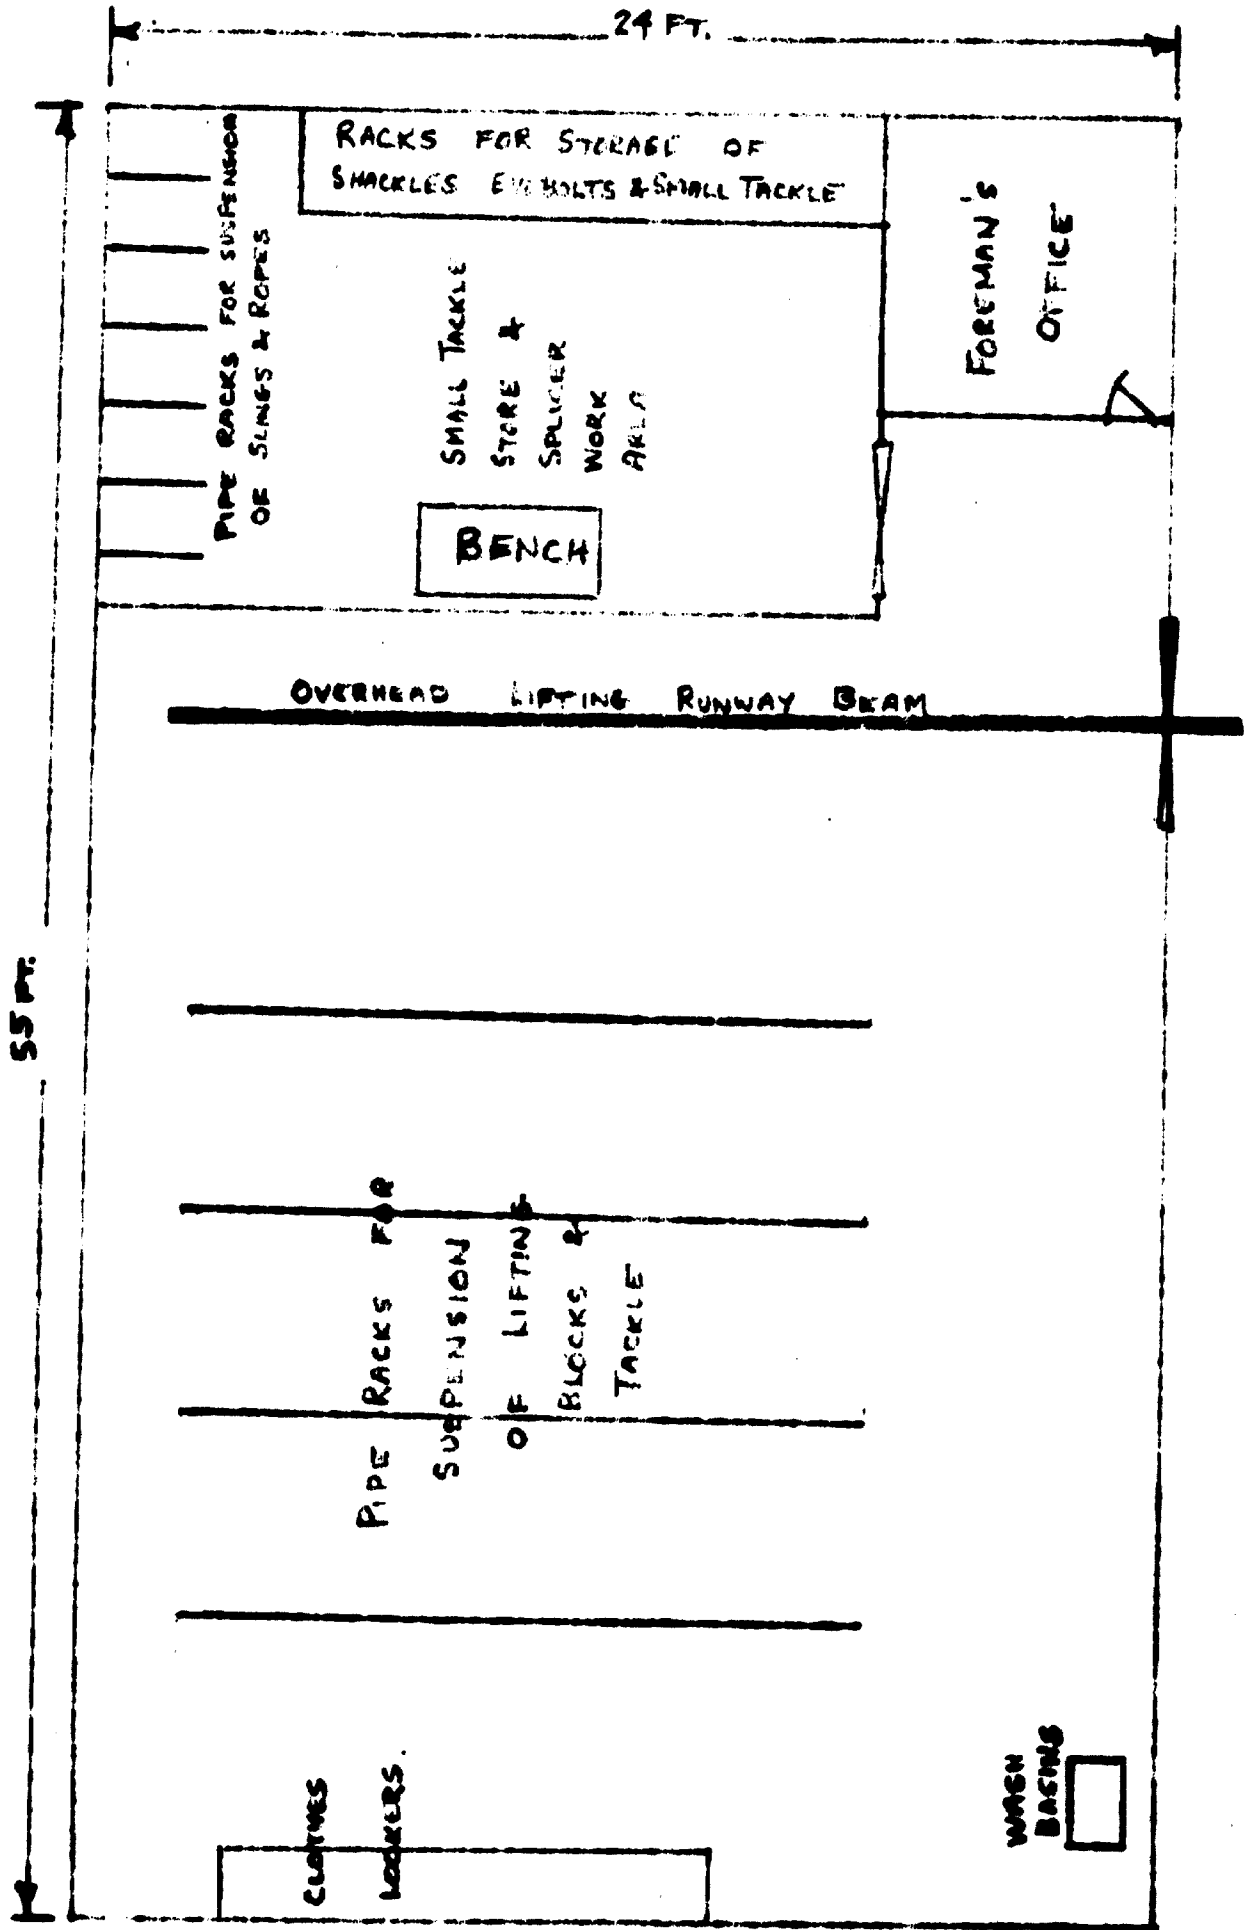 24 FT.
RACKS FOR STORAGE OF
SHACKLES EYEBOLTS & SMALL TACKLE
PIPE RACKS FOR SUSPENSION
OF SLINGS & ROPES
SMALL TACKLE
STORE &
SPLICER
WORK
AREA
FOREMAN'S
OFFICE
BENCH
OVERHEAD LIFTING RUNWAY BEAM
55 FT.
PIPE RACKS FOR
SUSPENSION
OF LIFTING
BLOCKS &
TACKLE
CLOTHES
LOCKERS.
WASH
BASINS